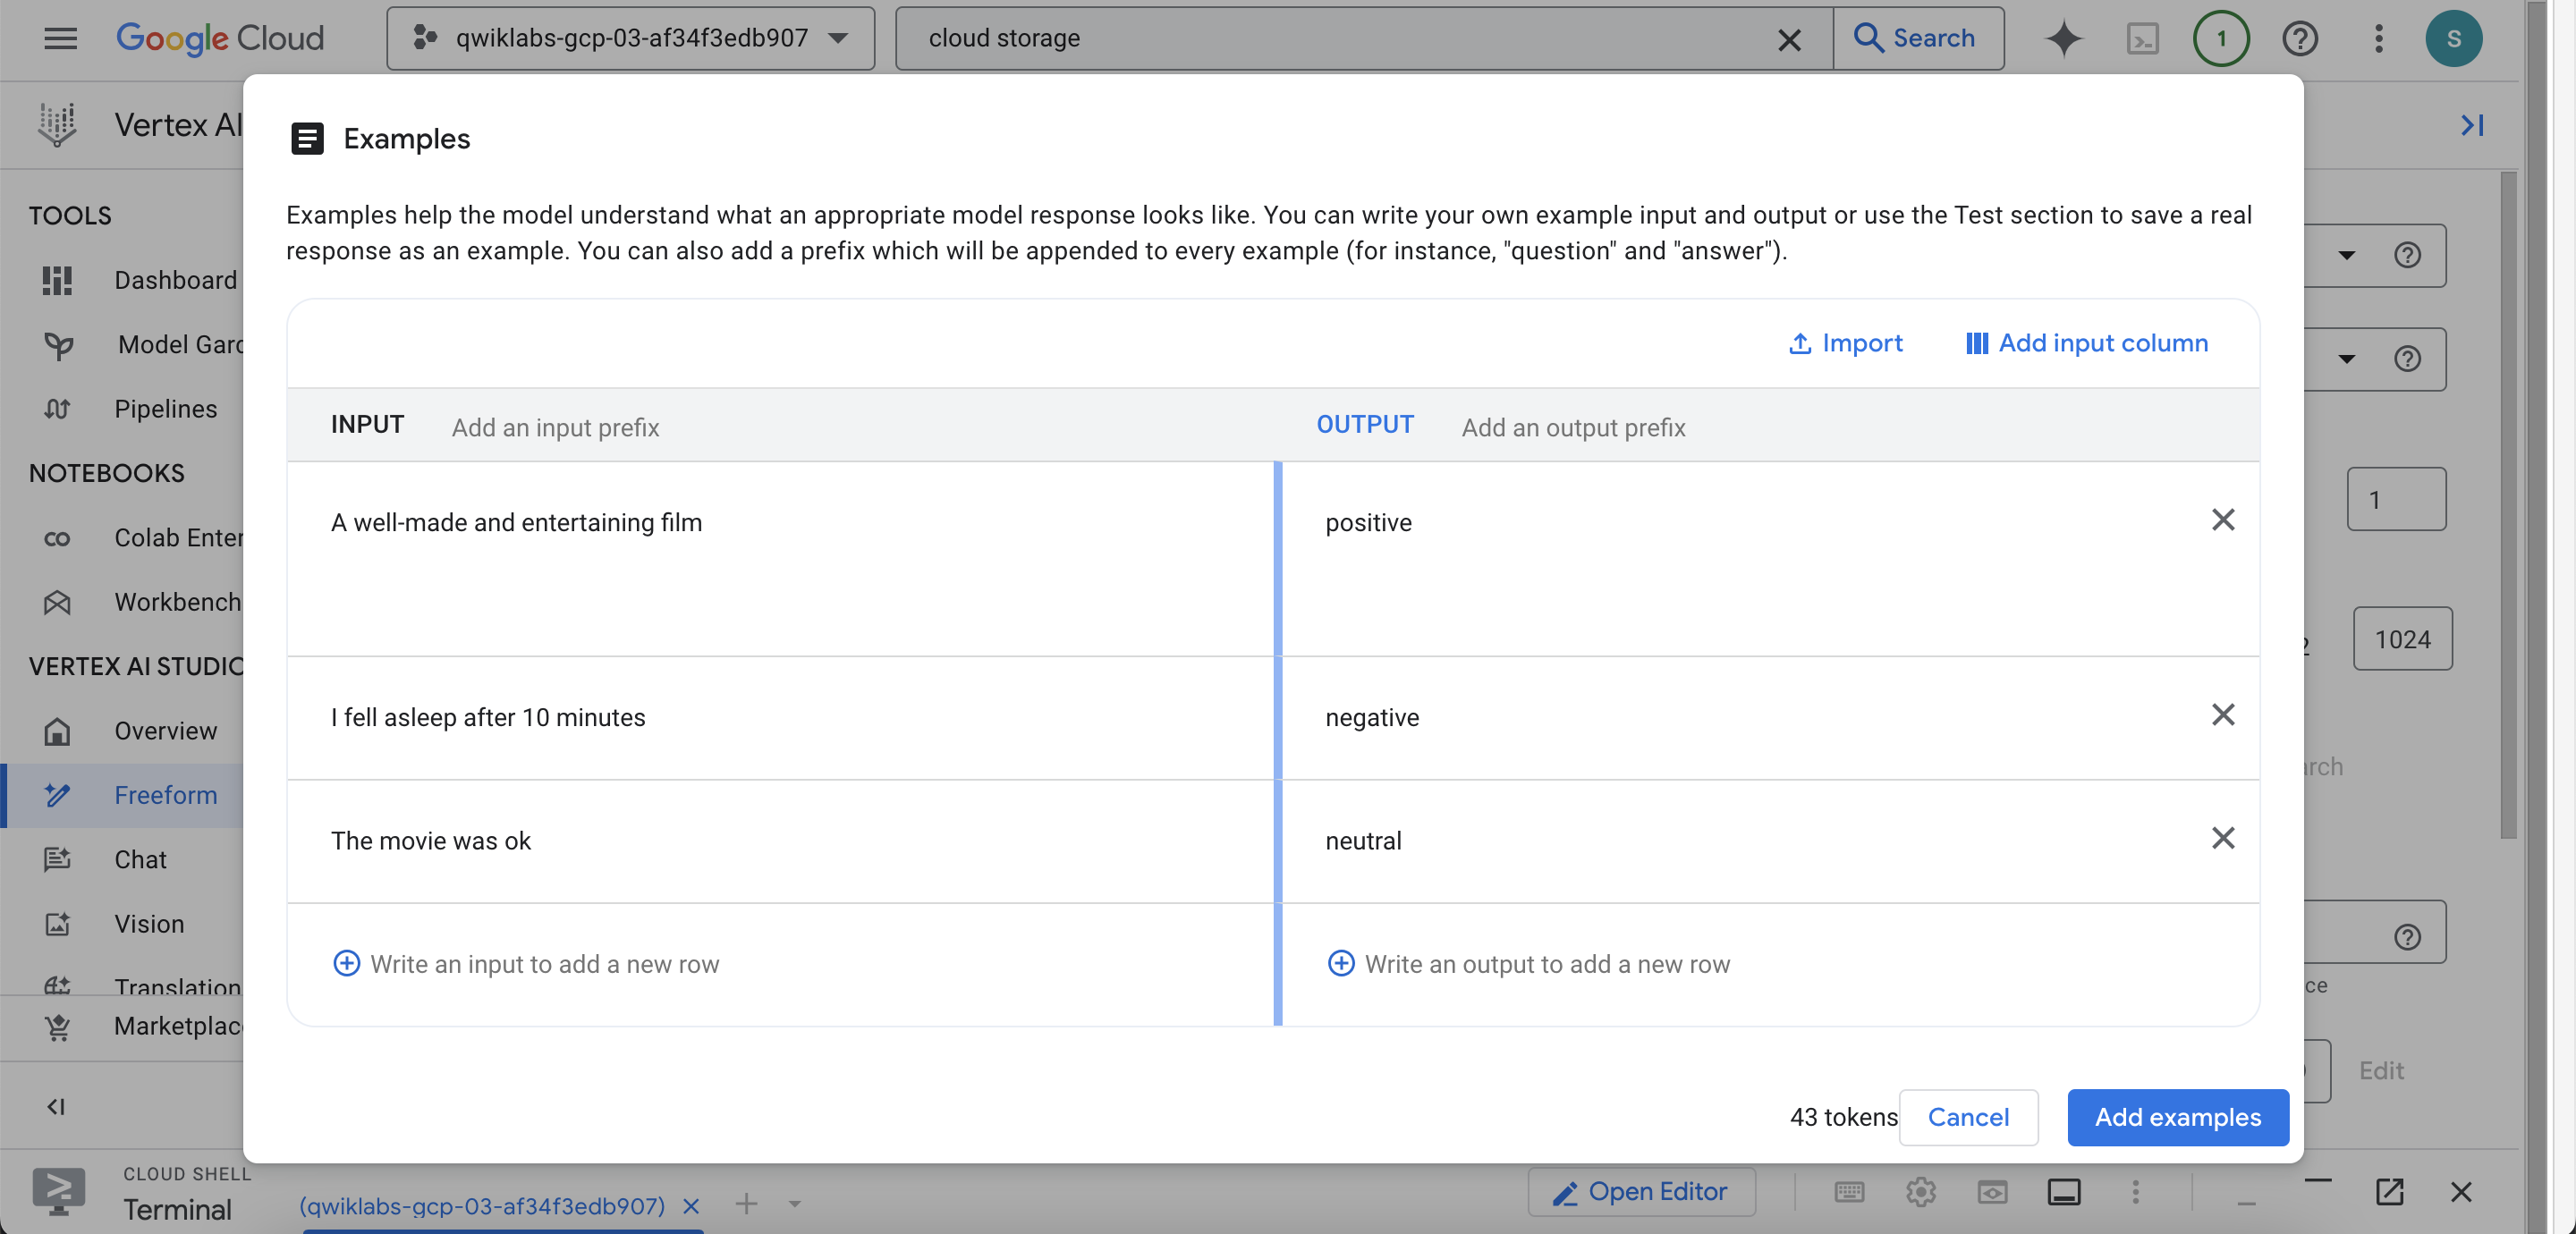 Google Cloud
qwiklabs-gcp-03-af34f3edb907
cloud storage
Search
1
S
Vertex AI
Examples
Examples help the model understand what an appropriate model response looks like. You can write your own example input and output or use the Test section to save a real
response as an example. You can also add a prefix which will be appended to every example (for instance, "question" and "answer").
Import
Add input column
INPUT
Add an input prefix
OUTPUT
Add an output prefix
A well-made and entertaining film
positive
I fell asleep after 10 minutes
negative
The movie was ok
neutral
Write an input to add a new row
Write an output to add a new row
43 tokens
Cancel
Add examples
TOOLS
Dashboard
Model Gard
Pipelines
NOTEBOOKS
Colab Enter
Workbench
VERTEX AI STUDIO
Overview
Freeform
Chat
Vision
Translation
Marketplac
1
1024
arch
ce
Edit
CLOUD SHELL
Terminal
(qwiklabs-gcp-03-af34f3edb907)
Open Editor